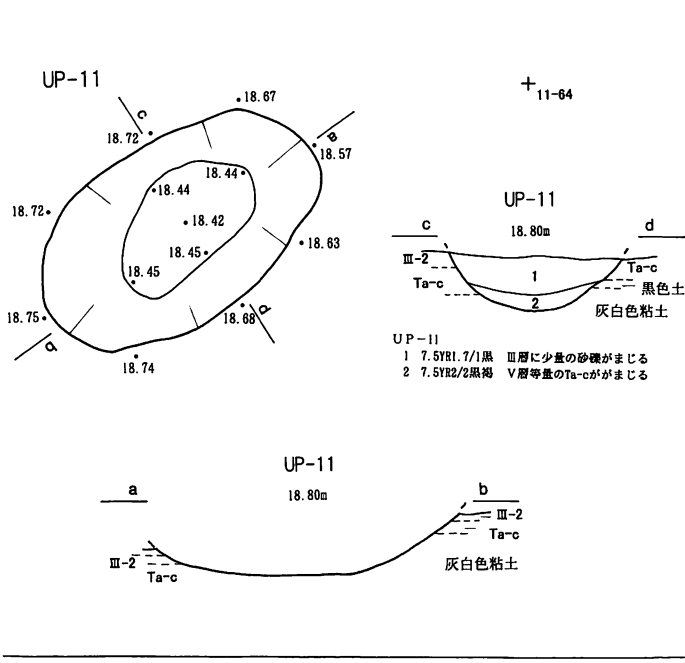 UP-11
11-64
18.67
c
18.72
a
18.57
18.44
18.44
18.72
18.42
18.63
18.45
18.45
18.75
18.68
d
b
18.74
UP-11
c
18.80m
d
Ⅲ-2
Ta-c
Ta-c
1
2
黒色土
灰白色粘土
UP-11
1 7.5YR1.7/1黒 Ⅲ層に少量の砂礫がまじる
2 7.5YR2/2黒褐 Ⅴ層等量のTa-cががまじる
UP-11
a
18.80m
b
Ⅲ-2
Ta-c
Ⅲ-2
Ta-c
灰白色粘土